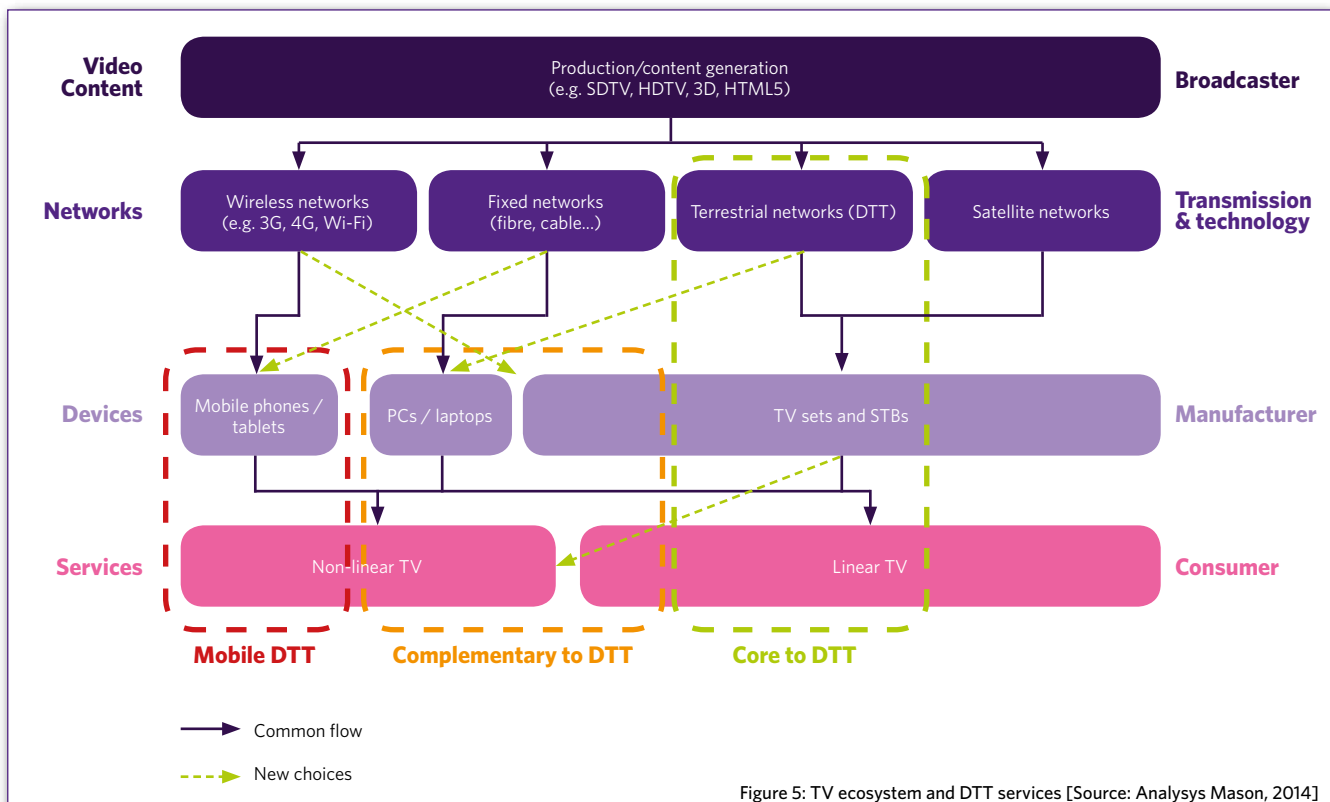 Video
Content
Production/content generation
(e.g. SDTV, HDTV, 3D, HTML5)
Broadcaster
Networks
Wireless networks
(e.g. 3G, 4G, Wi-Fi)
Fixed networks
(fibre, cable...)
Terrestrial networks (DTT)
Satellite networks
Transmission
& technology
Devices
Mobile phones /
tablets
PCs / laptops
TV sets and STBs
Manufacturer
Services
Non-linear TV
Linear TV
Consumer
Mobile DTT
Complementary to DTT
Core to DTT
Common flow
New choices
Figure 5: TV ecosystem and DTT services [Source: Analysys Mason, 2014]